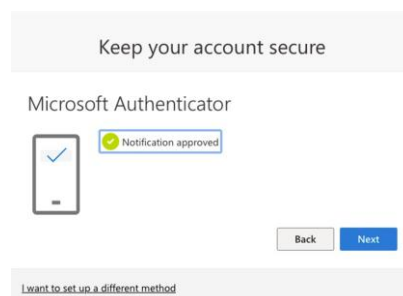 Keep your account secure
Microsoft Authenticator
Notification approved
Back Next
I want to set up a different method